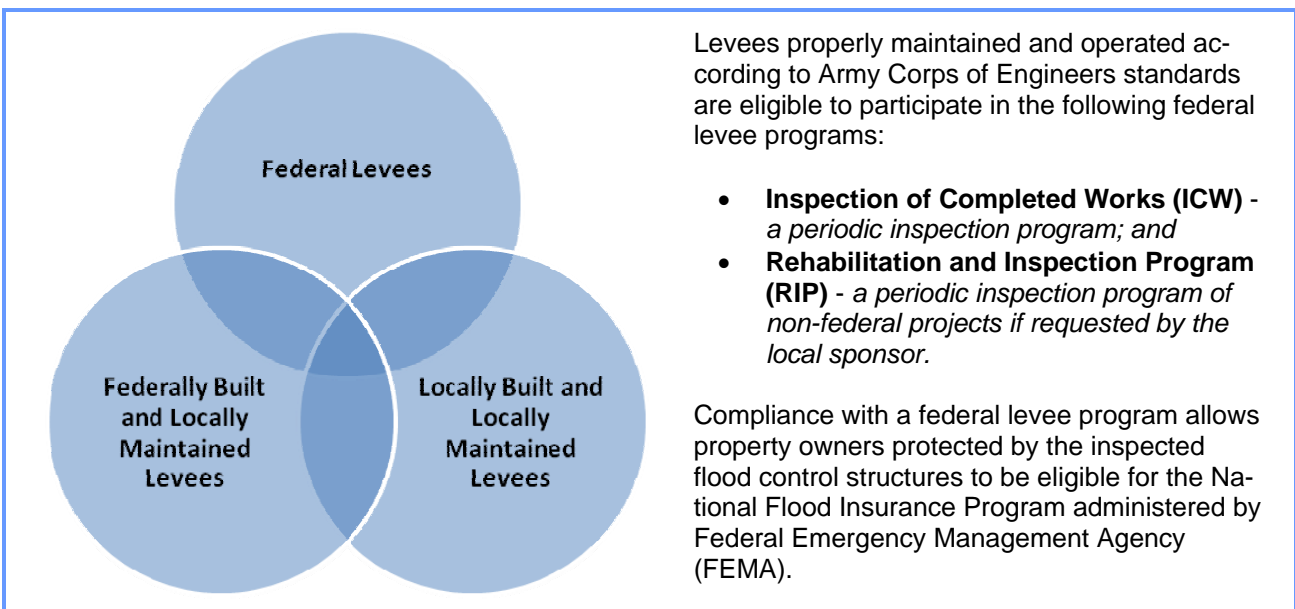 Federal Levees
Federally Built
and Locally
Maintained
Levees
Locally Built and
Locally
Maintained
Levees
Levees properly maintained and operated ac-
cording to Army Corps of Engineers standards
are eligible to participate in the following federal
levee programs:
• Inspection of Completed Works (ICW) -
a periodic inspection program; and
• Rehabilitation and Inspection Program
(RIP) - a periodic inspection program of
non-federal projects if requested by the
local sponsor.
Compliance with a federal levee program allows
property owners protected by the inspected
flood control structures to be eligible for the Na-
tional Flood Insurance Program administered by
Federal Emergency Management Agency
(FEMA).